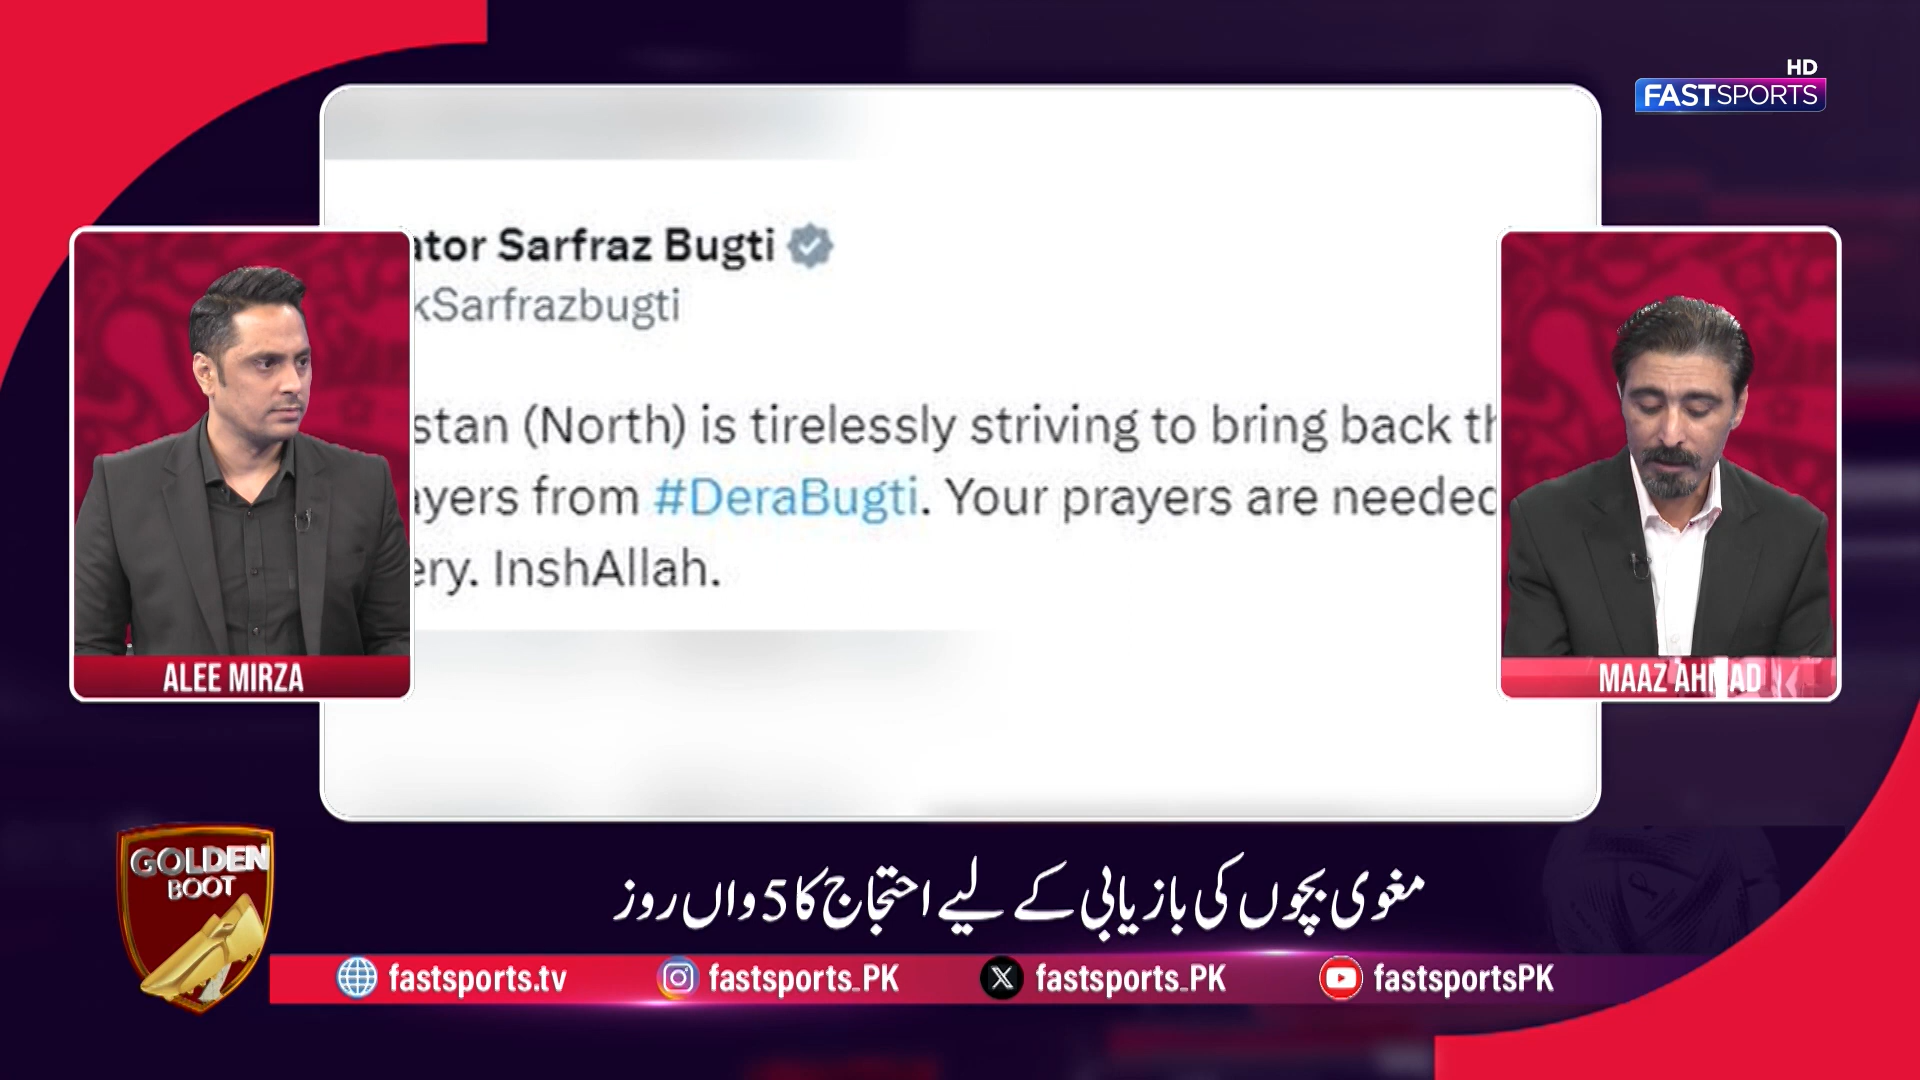 HD
FASTSPORTS
ator Sarfraz Bugti
kSarfrazbugti
stan (North) is tirelessly striving to bring back th
ayers from #DeraBugti. Your prayers are needed
ery. InshAllah.
ALEE MIRZA
MAAZ AHMAD
GOLDEN
BOOT
مغوی بچوں کی بازیابی کے لیے احتجاج کا 5 واں روز
fastsports.tv
fastsports_PK
fastsports_PK
fastsportsPK